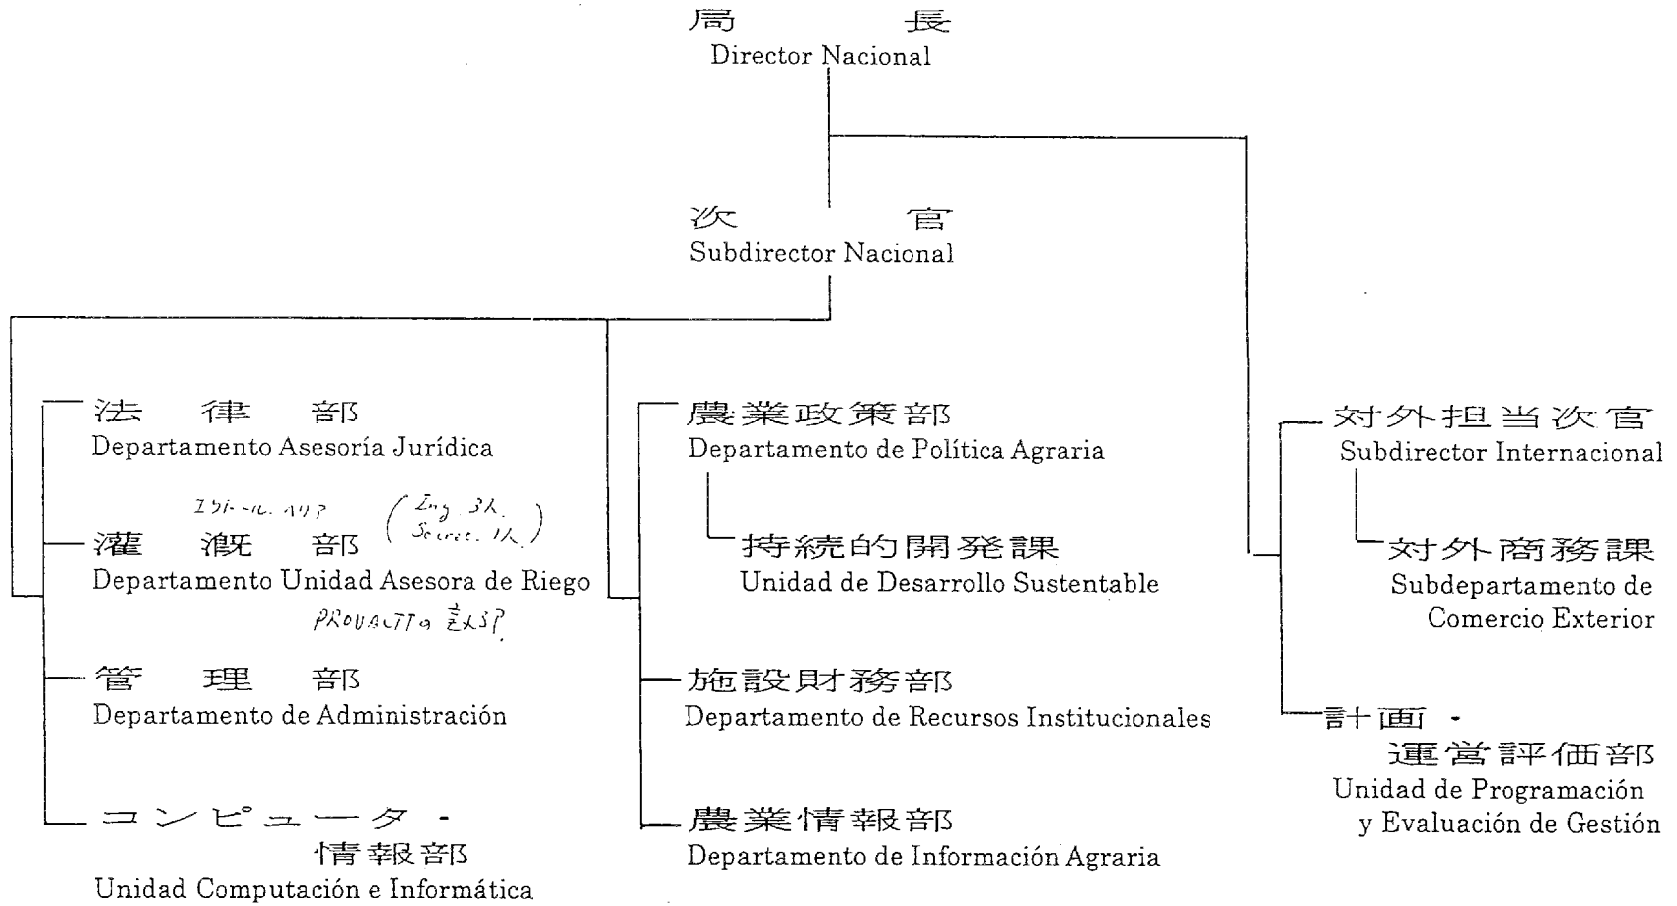 局 長
Director Nacional
次 官
Subdirector Nacional
法 律 部
Departamento Asesoría Jurídica
(Ing. 3人.
Secret. 1人.)
灌 漑 部
Departamento Unidad Asesora de Riego
管 理 部
Departamento de Administración
コンピュータ・
情報部
Unidad Computación e Informática
農業政策部
Departamento de Política Agraria
持続的開発課
Unidad de Desarrollo Sustentable
施設財務部
Departamento de Recursos Institucionales
農業情報部
Departamento de Información Agraria
対外担当次官
Subdirector Internacional
対外商務課
Subdepartamento de
Comercio Exterior
計画・
運営評価部
Unidad de Programación
y Evaluación de Gestión